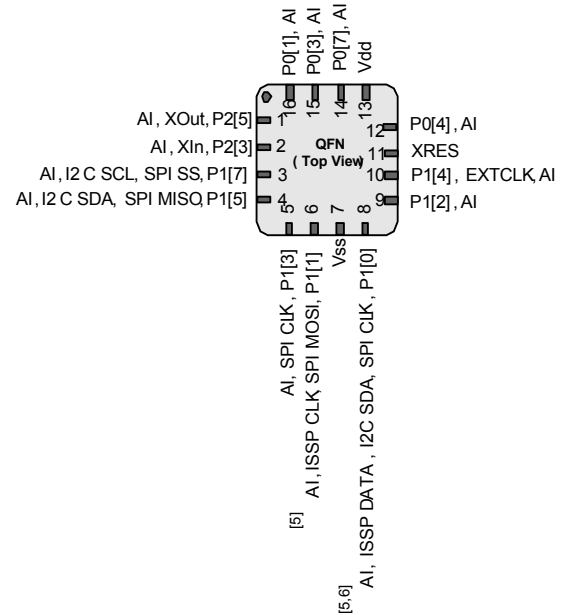 P0[1], AI
P0[3], AI
P0[7], AI
Vdd
16
15
14
13
AI, XOut, P2[5]
1
AI, XIn, P2[3]
2
AI, I2 C SCL, SPI SS, P1[7]
3
AI, I2 C SDA, SPI MISO, P1[5]
4
QFN
( Top View)
12
P0[4], AI
11
XRES
10
P1[4], EXTCLK, AI
9
P1[2], AI
5
6
7
8
AI, SPI CLK, P1[3]
[5]
AI, ISSP CLK, SPI MOSI, P1[1]
Vss
[5,6]
AI, ISSP DATA, I2C SDA, SPI CLK, P1[0]